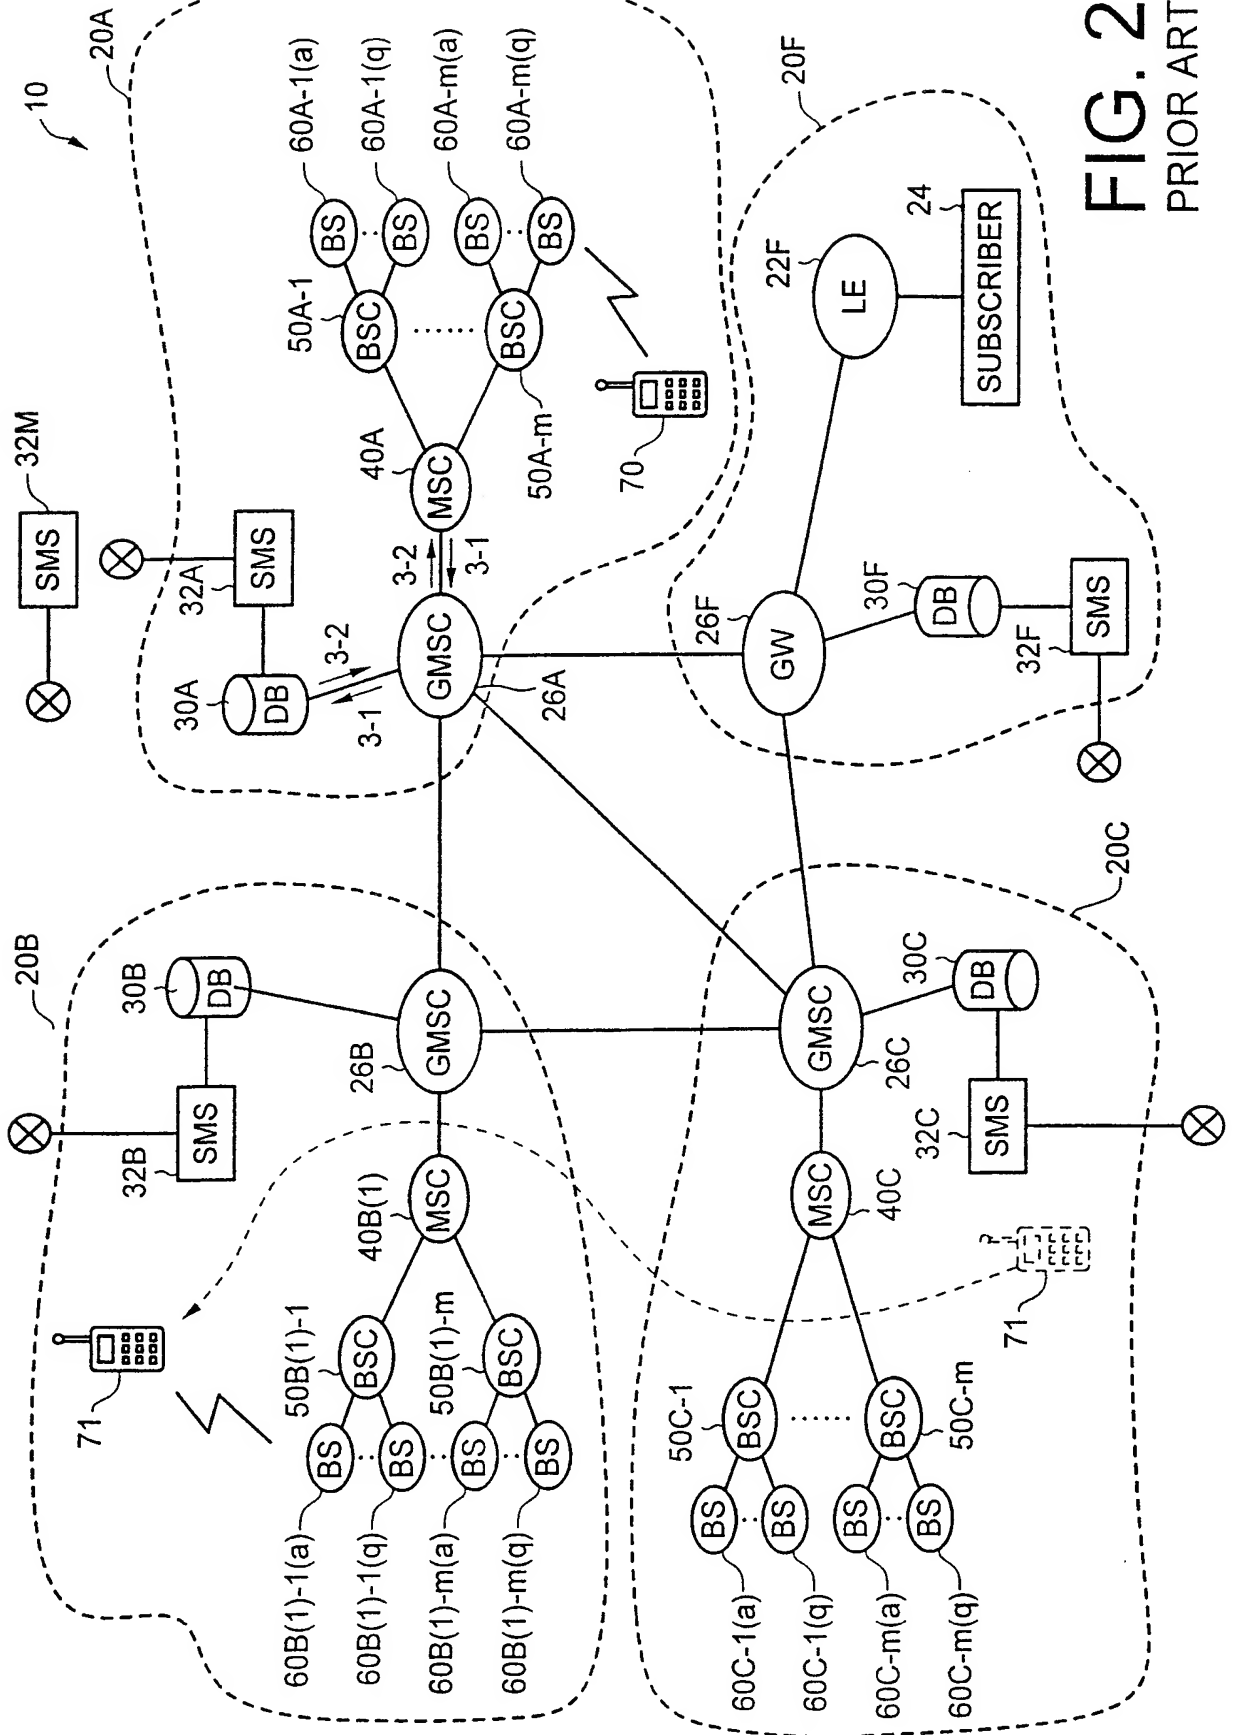 10
20A
60A-1(a)
60A-1(q)
60A-m(a)
60A-m(q)
BS
BS
BS
BS
50A-1
BSC
BSC
50A-m
40A
MSC
70
32M
SMS
32A
SMS
30A
DB
3-2
3-1
3-2
3-1
GMSC
26A
20B
30B
DB
32B
SMS
GMSC
26B
40B(1)
MSC
71
50B(1)-1
BSC
50B(1)-m
BSC
BS
BS
BS
BS
60B(1)-1(a)
60B(1)-1(q)
60B(1)-m(a)
60B(1)-m(q)
20F
22F
LE
24
SUBSCRIBER
26F
GW
30F
DB
32F
SMS
20C
GMSC
26C
30C
DB
32C
SMS
MSC
40C
71
50C-1
BSC
BSC
50C-m
BS
BS
BS
BS
60C-1(a)
60C-1(q)
60C-m(a)
60C-m(q)
FIG. 2
PRIOR ART